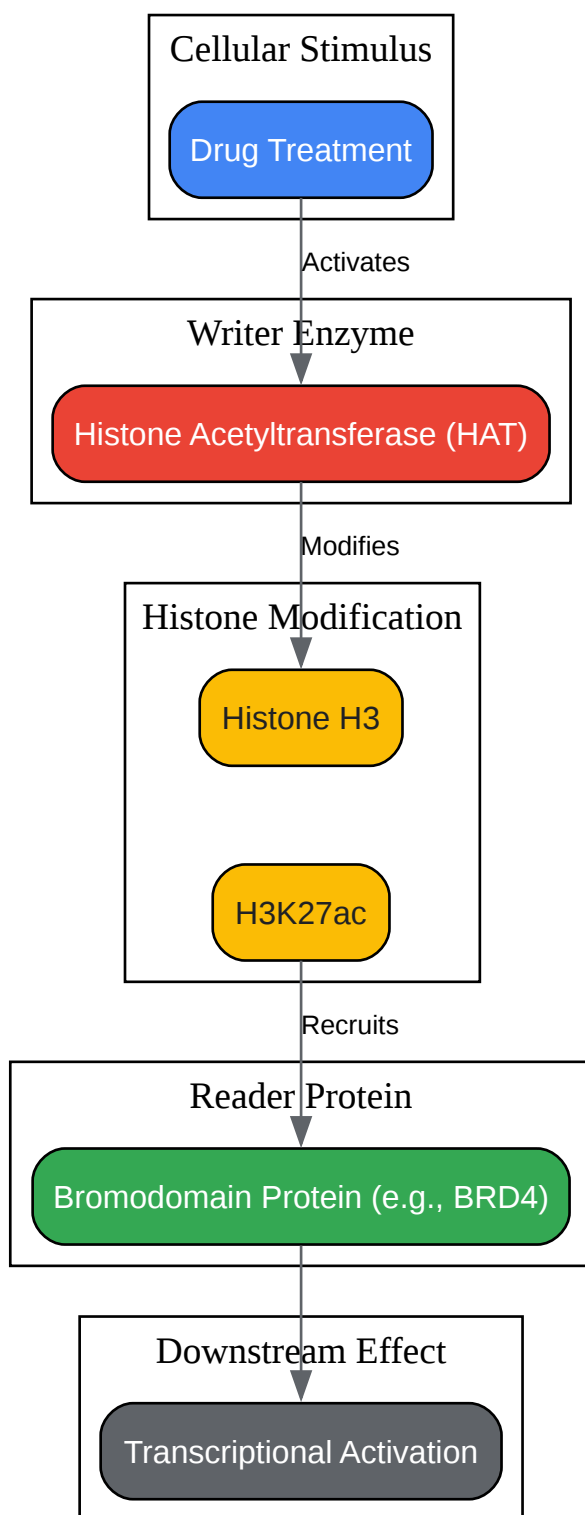 Cellular Stimulus
Drug Treatment
Activates
Writer Enzyme
Histone Acetyltransferase (HAT)
Modifies
Histone Modification
Histone H3
H3K27ac
Recruits
Reader Protein
Bromodomain Protein (e.g., BRD4)
Downstream Effect
Transcriptional Activation